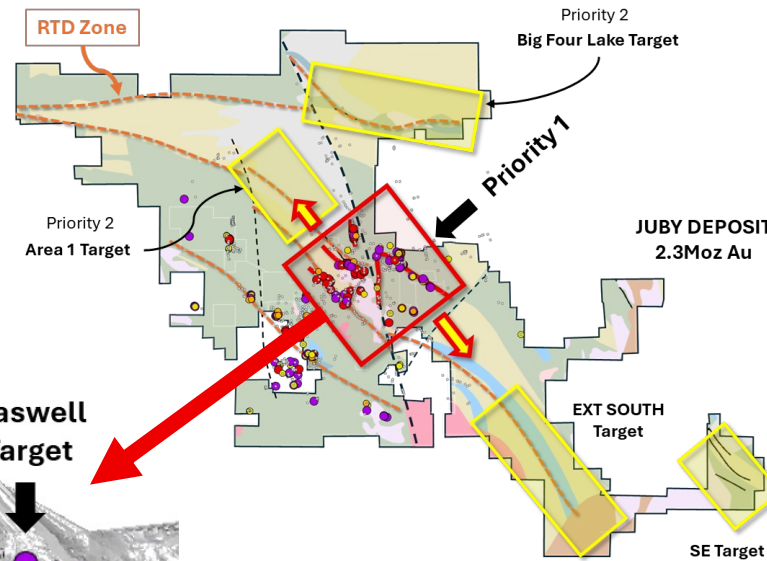 Priority 2
Big Four Lake Target
RTD Zone
Priority 1
Priority 2
Area 1 Target
JUBY DEPOSIT
2.3Moz Au
aswell
arget
EXT SOUTH
Target
SE Target